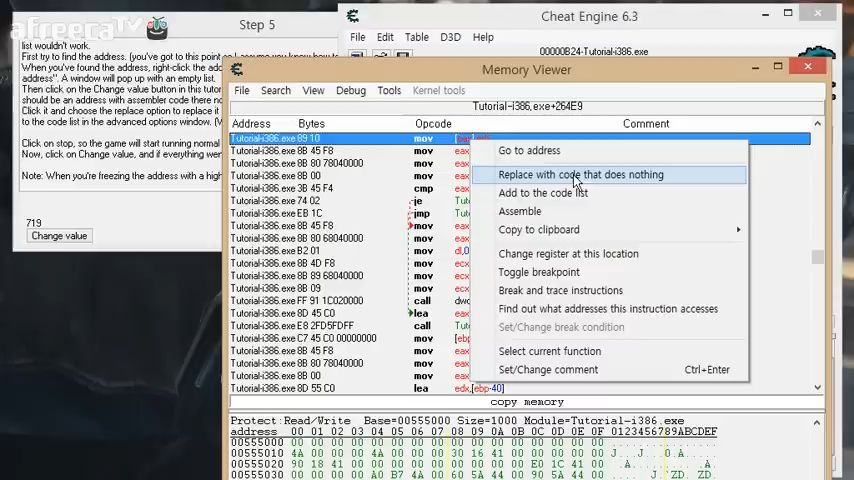 afreecaTV
Step 5
Cheat Engine 6.3
File Edit Table D3D Help
00000B24-Tutorial-i386.exe
list wouldn't work.
First try to find the address. (you've got to this point so I assume you know how to
When you've found the address, right-click the
address". A window will pop up with an empty list.
Then click on the Change value button in this tu
should be an address with assembler code there no
Click it and choose the replace option to replace it
to the code list in the advanced options window. (
Click on stop, so the game will start running normal
Now, click on Change value, and if everything wen
Note: When you're freezing the address with a high
719
Change value
Memory Viewer
File Search View Debug Tools Kernel tools
Tutorial-i386.exe+264E9
Address Bytes Opcode Comment
Tutorial-i386.exe 89 10 mov
Tutorial-i386.exe 8B 45 F8 mov eax
Tutorial-i386.exe 8B 80 78040000 mov eax
Tutorial-i386.exe 8B 00 mov eax
Tutorial-i386.exe 3B 45 F4 cmp eax
Tutorial-i386.exe 74 02 je Tut
Tutorial-i386.exe EB 1C jmp Tut
Tutorial-i386.exe 8B 45 F8 mov eax
Tutorial-i386.exe 8B 80 68040000 mov eax
Tutorial-i386.exe B2 01 mov dl,0
Tutorial-i386.exe 8B 4D F8 mov ecx
Tutorial-i386.exe 8B 89 68040000 mov ecx
Tutorial-i386.exe 8B 09 mov ecx
Tutorial-i386.exe FF 91 1C020000 call dwo
Tutorial-i386.exe 8D 45 C0 lea eax
Tutorial-i386.exe E8 2FD5FDFF call Tut
Tutorial-i386.exe C7 45 C0 00000000 mov [ebp
Tutorial-i386.exe 8B 45 F8 mov eax
Tutorial-i386.exe 8B 80 78040000 mov eax
Tutorial-i386.exe 8B 00 mov eax
Tutorial-i386.exe 8D 55 C0 lea edx,[ebp-40]
Go to address
Replace with code that does nothing
Add to the code list
Assemble
Copy to clipboard
Change register at this location
Toggle breakpoint
Break and trace instructions
Find out what addresses this instruction accesses
Set/Change break condition
Select current function
Set/Change comment Ctrl+Enter
copy memory
Protect:Read/Write Base=00555000 Size=1000 Module=Tutorial-i386.exe
address 00 01 02 03 04 05 06 07 08 09 0A 0B 0C 0D 0E 0F 0123456789ABCDEF
00555000 00 00 00 00 00 00 00 00 00 00 00 00 00 00 00 00 ................
00555010 4A 00 00 00 4A 00 00 00 30 16 41 00 00 00 00 00 J...J...0.A.....
00555020 90 18 41 00 00 00 00 00 00 00 00 00 E0 1C 41 00
00555030